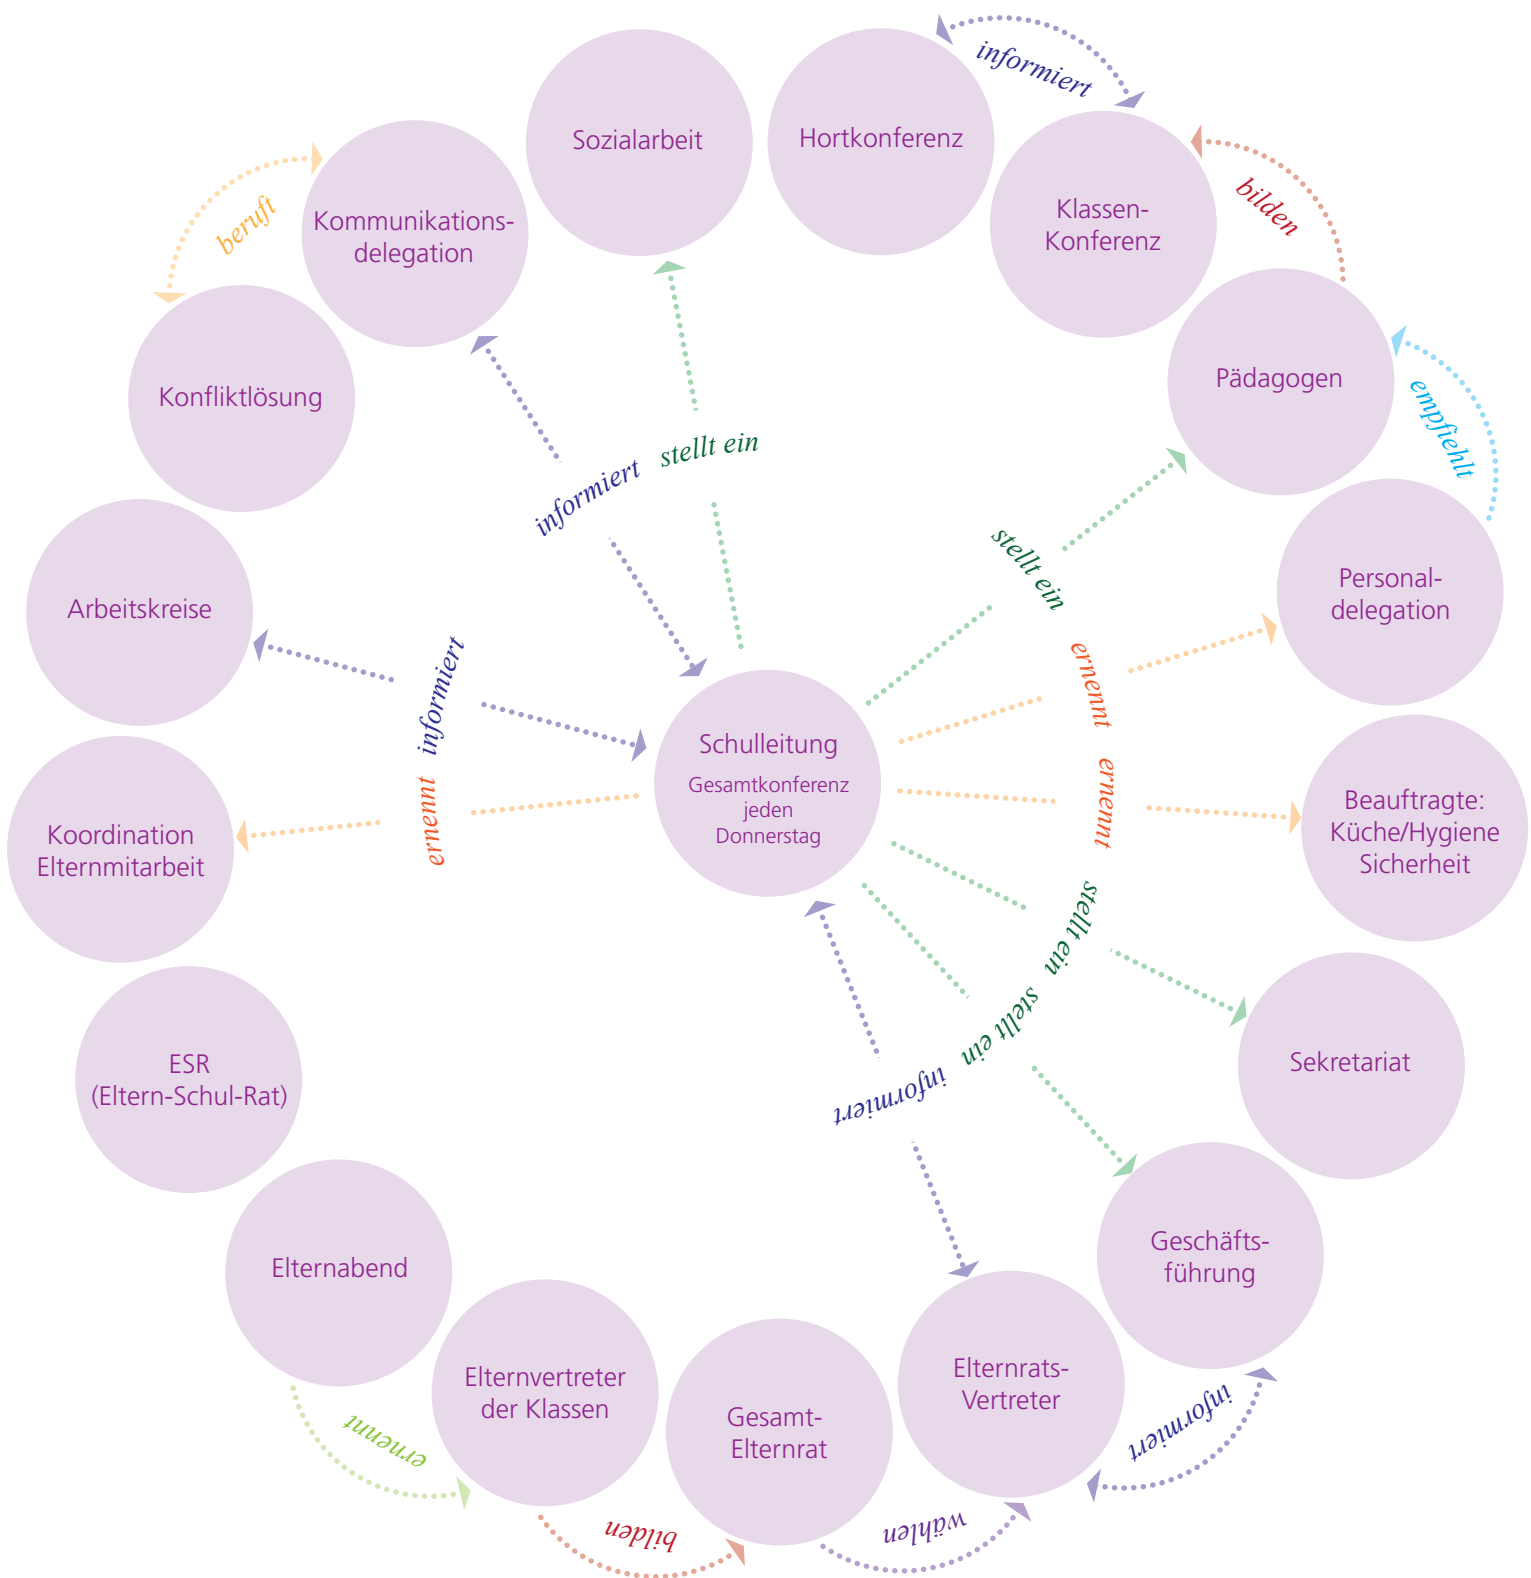 informiert
Sozialarbeit
Hortkonferenz
bilden
beruft
Kommunikations-
delegation
Klassen-
Konferenz
Konfliktlösung
Pädagogen
empfiehlt
informiert
stellt ein
stellt ein
Arbeitskreise
Personal-
delegation
informiert
ernennt
Schulleitung
Gesamtkonferenz
jeden
Donnerstag
ernennt
ernennt
Koordination
Elternmitarbeit
Beauftragte:
Küche/Hygiene
Sicherheit
stellt ein
stellt ein
informiert
ESR
(Eltern-Schul-Rat)
Sekretariat
Elternabend
Geschäfts-
führung
Elternvertreter
der Klassen
Gesamt-
Elternrat
Elternrats-
Vertreter
ernennt
informiert
bilden
wählen